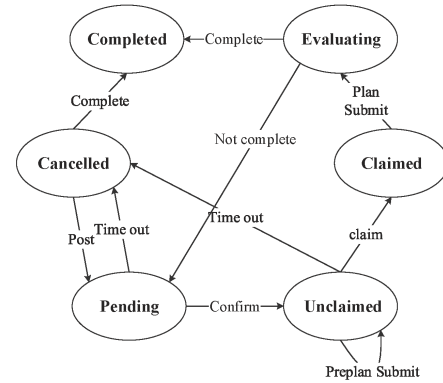 Completed
Complete
Evaluating
Plan
Submit
Complete
Not complete
Cancelled
Claimed
Time out
Post
Time out
claim
Pending
Confirm
Unclaimed
Preplan Submit